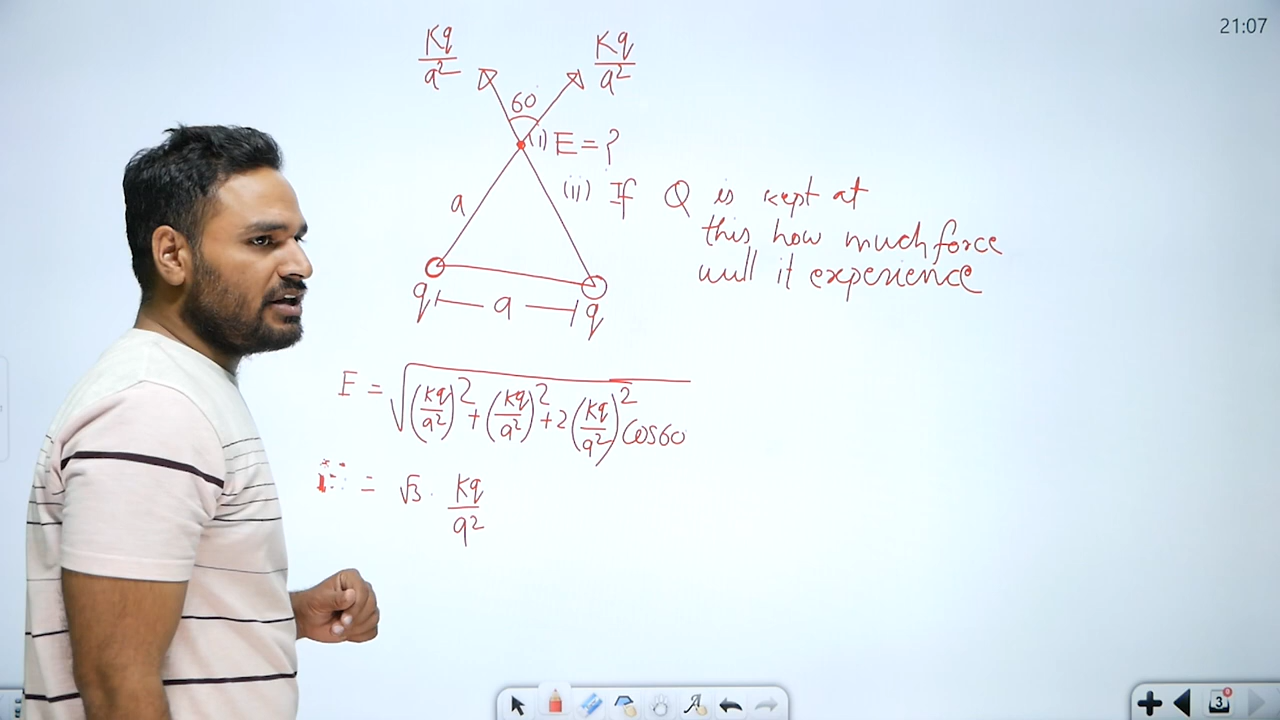 21:07
Kq/a² Kq/a²
60
(i) E = ?
(ii) If Q is kept at
this how much force
will it experience
a
q a q
E = √((Kq/a²)² + (Kq/a²)² + 2(Kq/a²)² cos60
= √3 . Kq/a²
3